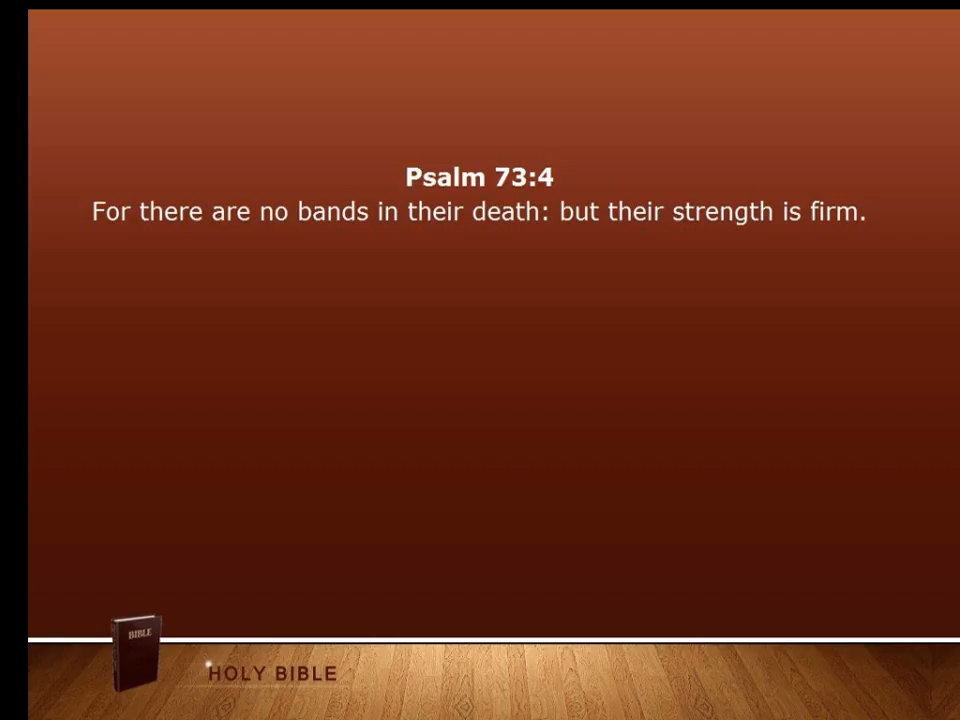 Psalm 73:4
For there are no bands in their death: but their strength is firm.
BIBLE
HOLY BIBLE